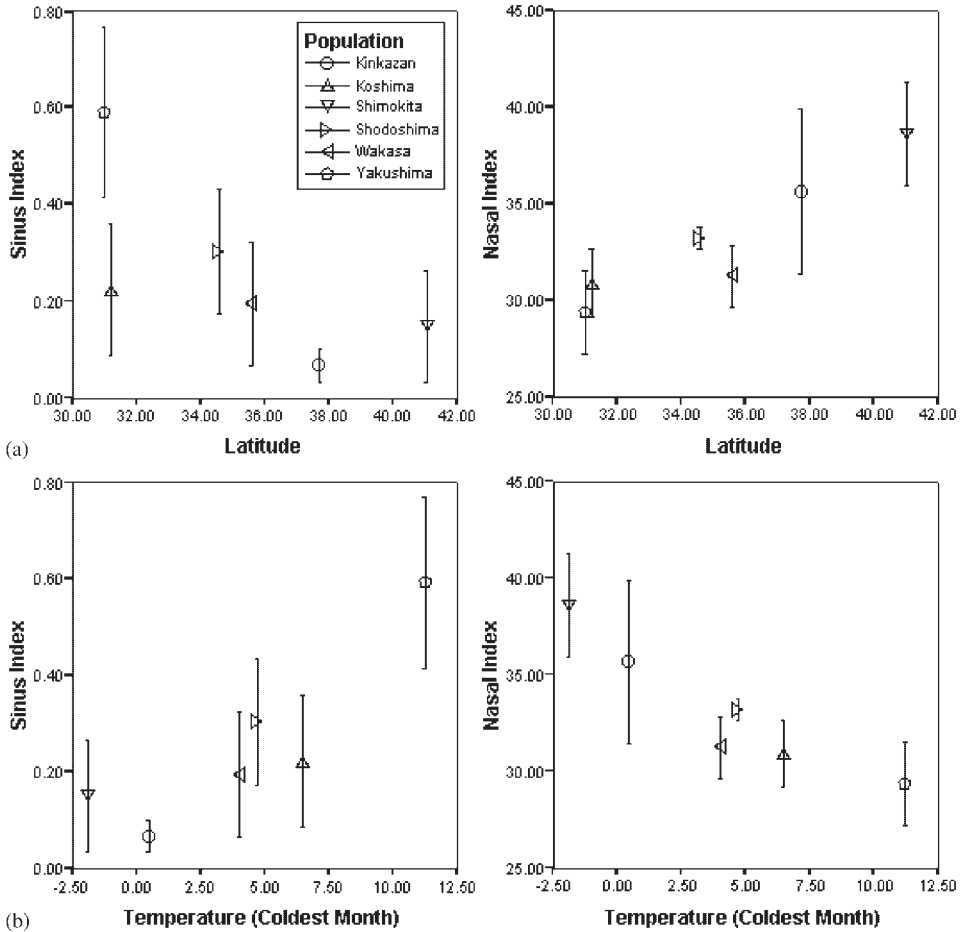 0.80
0.60
0.40
0.20
0.00
Sinus Index
30.00 32.00 34.00 36.00 38.00 40.00 42.00
Latitude
Population
Kinkazan
Koshima
Shimokita
Shodoshima
Wakasa
Yakushima
45.00
40.00
35.00
30.00
25.00
Nasal Index
30.00 32.00 34.00 36.00 38.00 40.00 42.00
Latitude
(a)
0.80
0.60
0.40
0.20
0.00
Sinus Index
-2.50 0.00 2.50 5.00 7.50 10.00 12.50
Temperature (Coldest Month)
45.00
40.00
35.00
30.00
25.00
Nasal Index
-2.50 0.00 2.50 5.00 7.50 10.00 12.50
Temperature (Coldest Month)
(b)